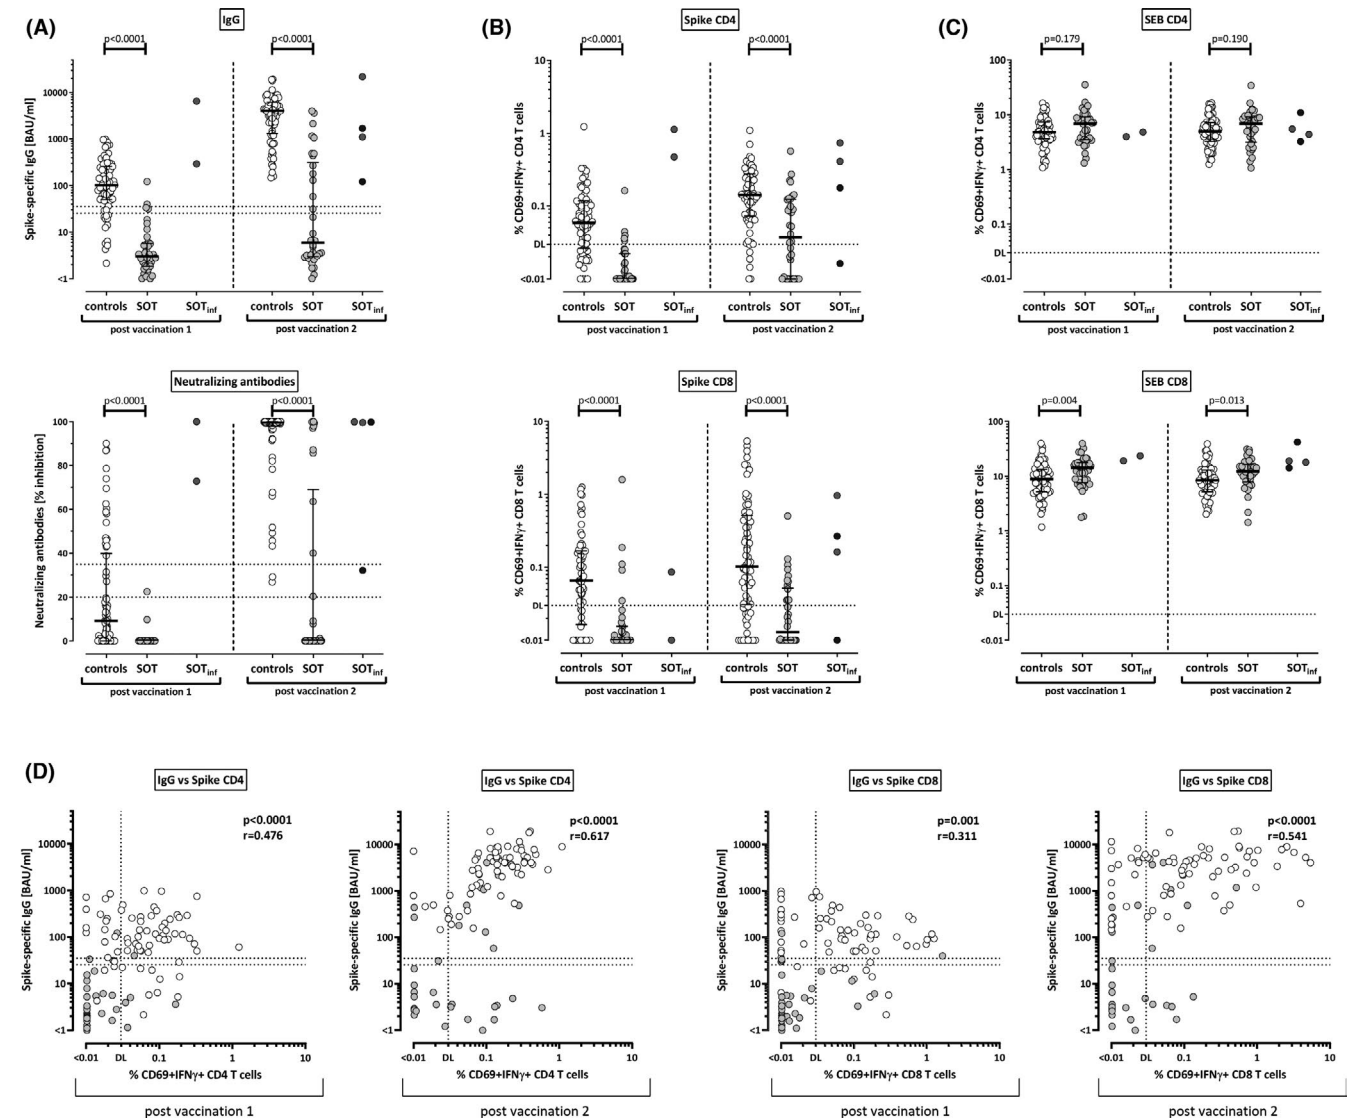 (A)
IgG
p<0.0001
p<0.0001
Spike-specific IgG [BAU/ml]
10000
1000
100
10
<1
controls SOT SOTinf controls SOT SOTinf
post vaccination 1 post vaccination 2
Neutralizing antibodies
p<0.0001
p<0.0001
Neutralizing antibodies [% inhibition]
100
80
60
40
20
0
controls SOT SOTinf controls SOT SOTinf
post vaccination 1 post vaccination 2
(B)
Spike CD4
p<0.0001
p<0.0001
% CD69+IFNγ+ CD4 T cells
10
1
0.1
DL
<0.01
controls SOT SOTinf controls SOT SOTinf
post vaccination 1 post vaccination 2
Spike CD8
p<0.0001
p<0.0001
% CD69+IFNγ+ CD8 T cells
10
1
0.1
DL
<0.01
controls SOT SOTinf controls SOT SOTinf
post vaccination 1 post vaccination 2
(C)
SEB CD4
p=0.179
p=0.190
% CD69+IFNγ+ CD4 T cells
100
10
1
0.1
DL
<0.01
controls SOT SOTinf controls SOT SOTinf
post vaccination 1 post vaccination 2
SEB CD8
p=0.004
p=0.013
% CD69+IFNγ+ CD8 T cells
100
10
1
0.1
DL
<0.01
controls SOT SOTinf controls SOT SOTinf
post vaccination 1 post vaccination 2
(D)
IgG vs Spike CD4
p<0.0001
r=0.476
Spike-specific IgG [BAU/ml]
10000
1000
100
10
<1
<0.01 DL 0.1 1 10
% CD69+IFNγ+ CD4 T cells
post vaccination 1
IgG vs Spike CD4
p<0.0001
r=0.617
Spike-specific IgG [BAU/ml]
10000
1000
100
10
<1
<0.01 DL 0.1 1 10
% CD69+IFNγ+ CD4 T cells
post vaccination 2
IgG vs Spike CD8
p=0.001
r=0.311
Spike-specific IgG [BAU/ml]
10000
1000
100
10
<1
<0.01 DL 0.1 1 10
% CD69+IFNγ+ CD8 T cells
post vaccination 1
IgG vs Spike CD8
p<0.0001
r=0.541
Spike-specific IgG [BAU/ml]
10000
1000
100
10
<1
<0.01 DL 0.1 1 10
% CD69+IFNγ+ CD8 T cells
post vaccination 2